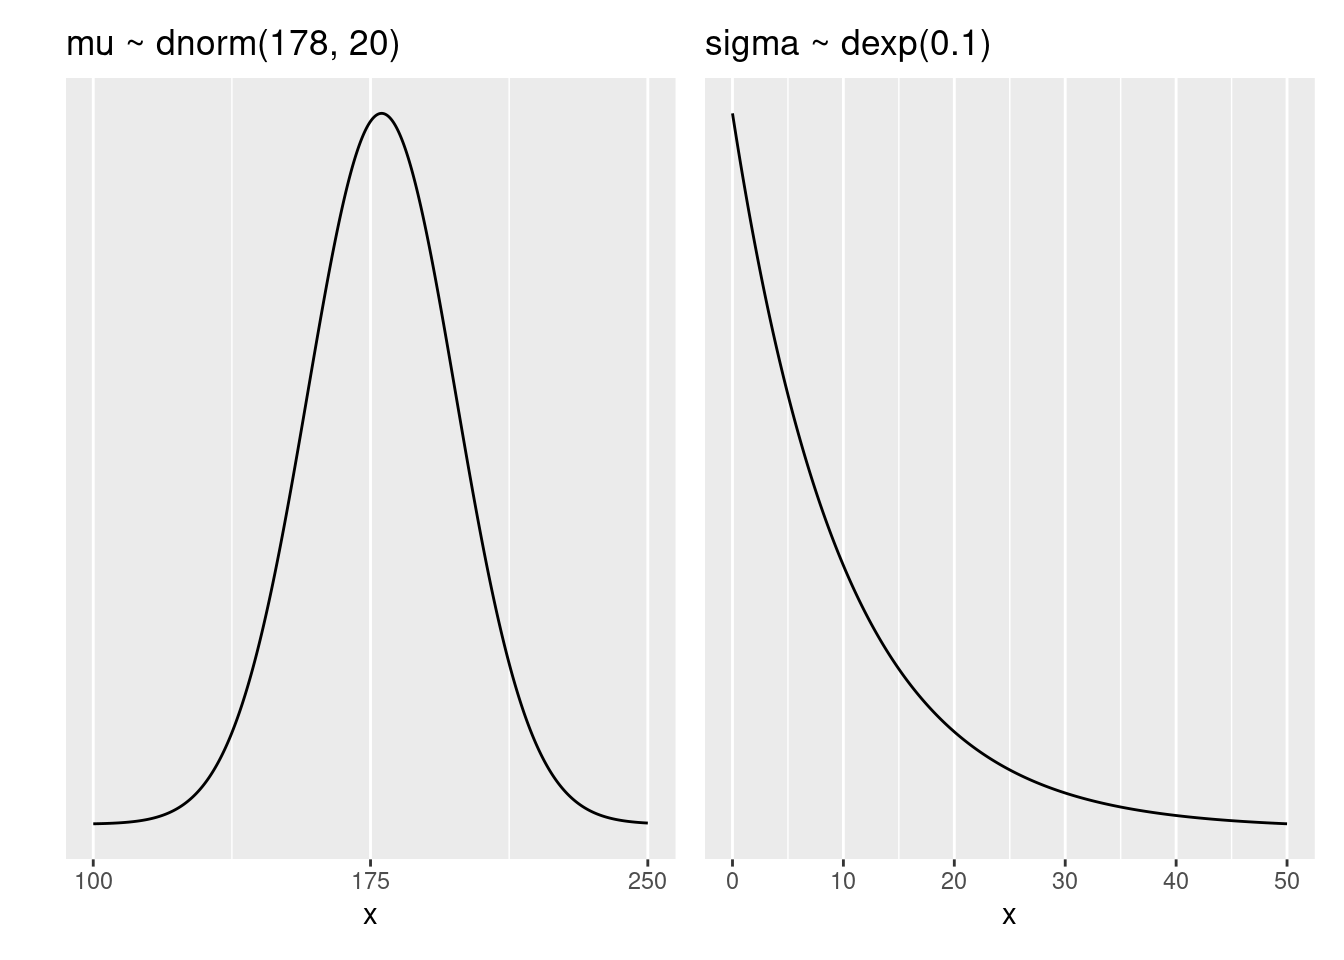 mu ~ dnorm(178, 20)
100 175 250
x
sigma ~ dexp(0.1)
0 10 20 30 40 50
x